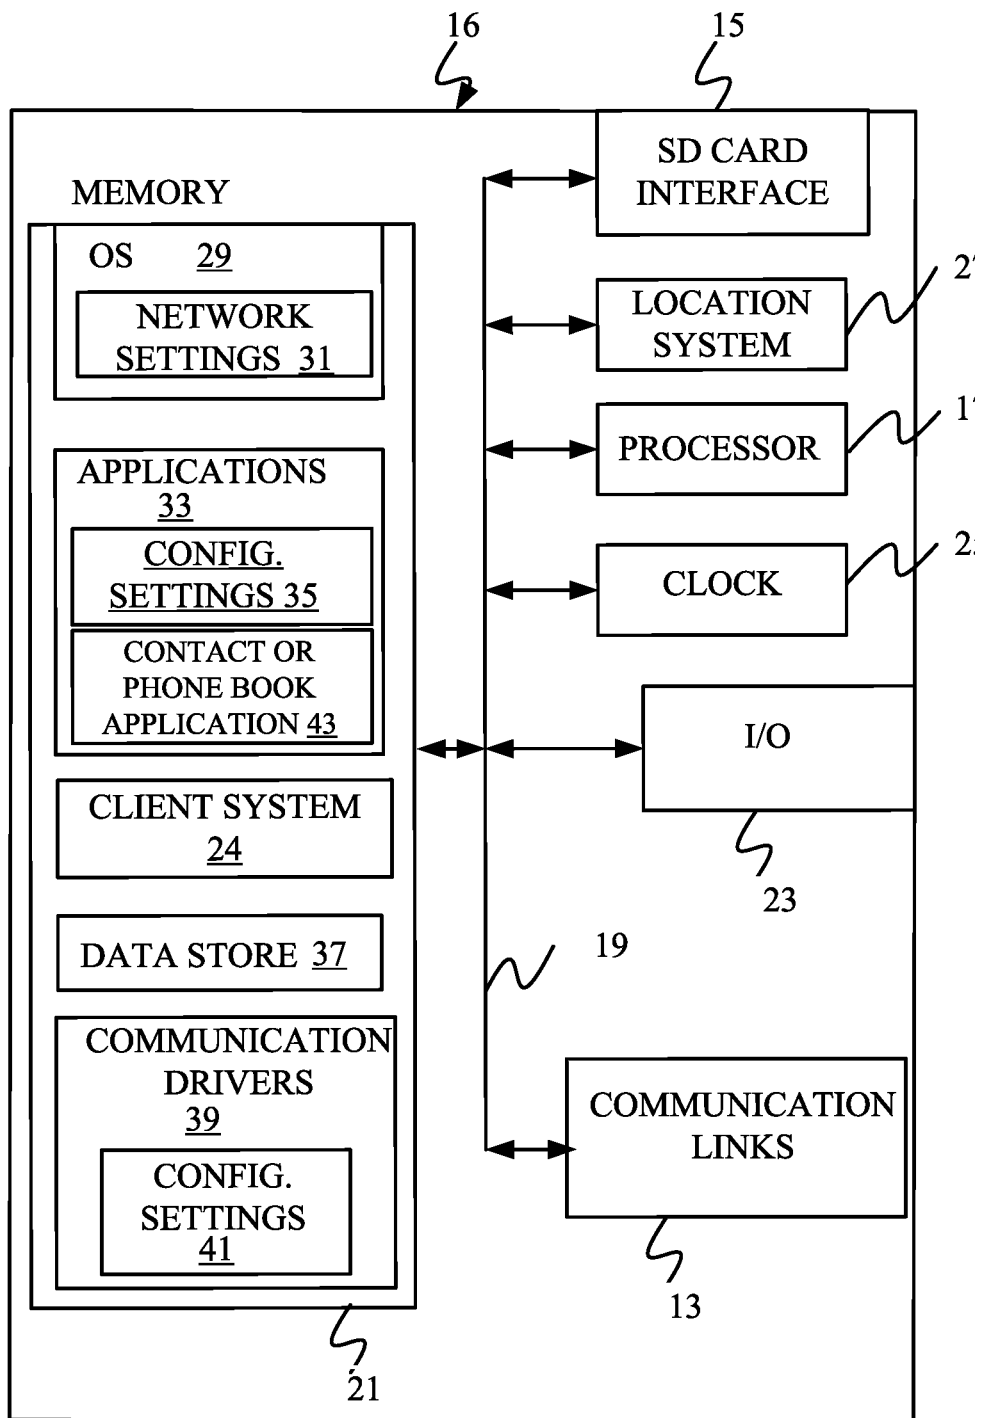 16
15
SD CARD
INTERFACE
MEMORY
OS 29
NETWORK
SETTINGS 31
LOCATION
SYSTEM
PROCESSOR
APPLICATIONS
33
CONFIG.
SETTINGS 35
CLOCK
CONTACT OR
PHONE BOOK
APPLICATION 43
I/O
CLIENT SYSTEM
24
23
DATA STORE 37
19
COMMUNICATION
DRIVERS
39
CONFIG.
SETTINGS
41
COMMUNICATION
LINKS
13
21